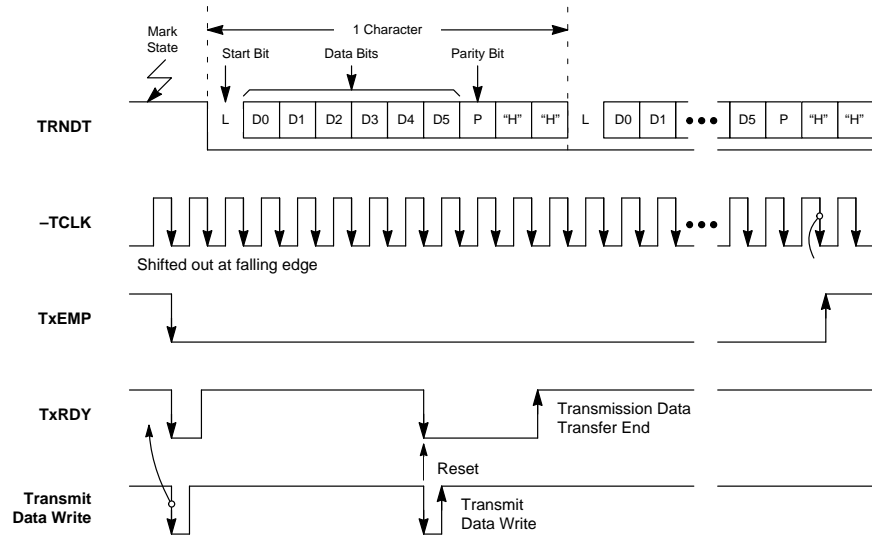 Mark
State
1 Character
Start Bit
Data Bits
Parity Bit
TRNDT
L D0 D1 D2 D3 D4 D5 P “H” “H” L D0 D1 ••• D5 P “H” “H”
–TCLK
•••
Shifted out at falling edge
TxEMP
TxRDY
Transmission Data
Transfer End
Reset
Transmit
Data Write
Transmit
Data Write